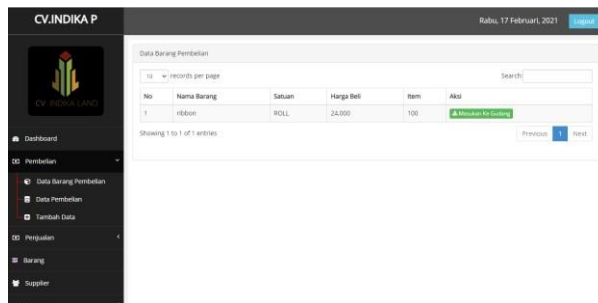 CV.INDIKA P
Rabu, 17 Februari, 2021
Logout
CV. INDIKA LAND
Dashboard
Pembelian
Data Barang Pembelian
Data Pembelian
Tambah Data
Penjualan
Barang
Supplier
Data Barang Pembelian
10 records per page
Search:
No Nama Barang Satuan Harga Beli Item Aksi
1 ribbon ROLL 24,000 100 Masukan Ke Gudang
Showing 1 to 1 of 1 entries
Previous 1 Next